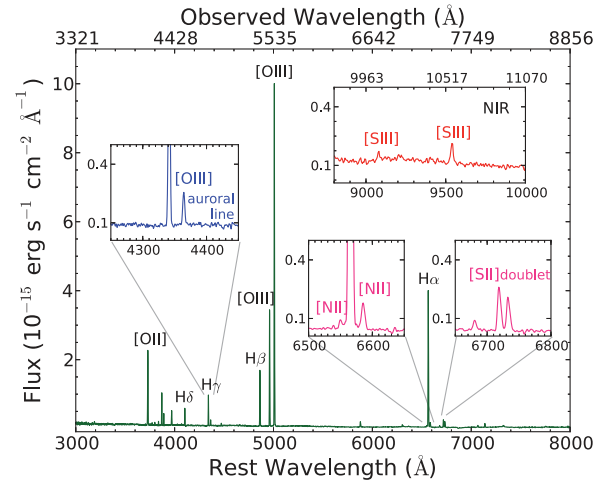 Observed Wavelength (Å)
3321 4428 5535 6642 7749 8856
[OIII]
10
8
6
4
2
Flux (10⁻¹⁵ erg s⁻¹ cm⁻² Å⁻¹)
9963 10517 11070
NIR
0.4
0.1
[SIII] [SIII]
9000 9500 10000
0.4
0.1
[OIII]
auroral
line
4300 4400
0.4
0.1
[NII] [NII]
6500 6600
0.4
0.1
[SII] doublet
6700 6800
Hα
[OIII]
[OII]
Hβ
Hδ Hγ
3000 4000 5000 6000 7000 8000
Rest Wavelength (Å)